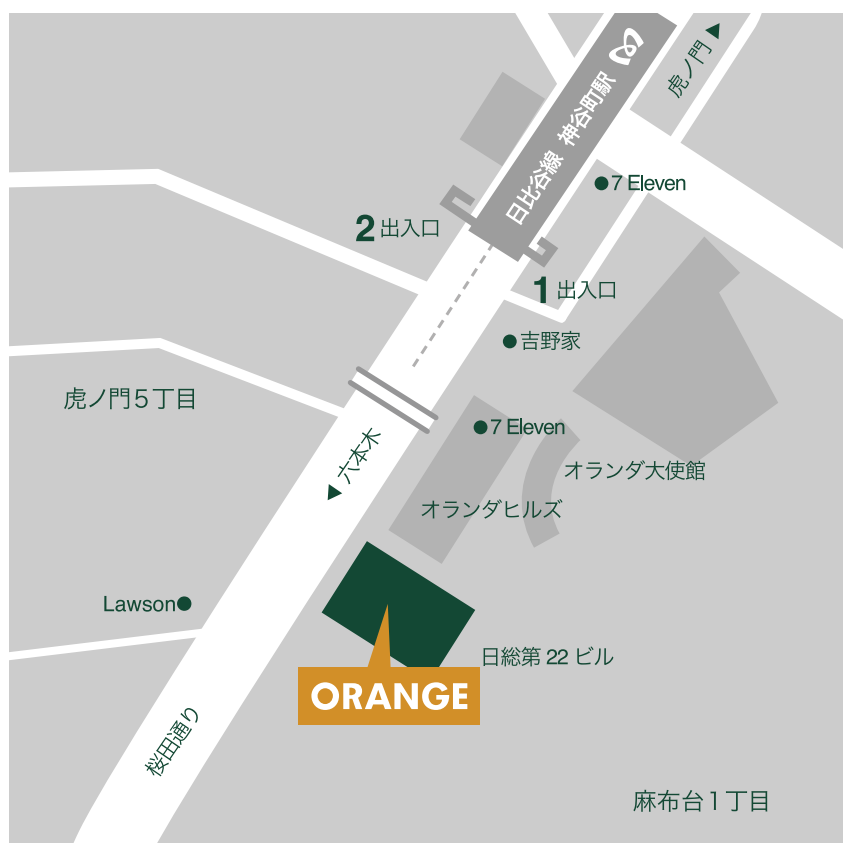 虎ノ門
日比谷線 神谷町駅
7 Eleven
2 出入口
1 出入口
吉野家
虎ノ門5丁目
7 Eleven
六本木
オランダ大使館
オランダヒルズ
Lawson
日総第 22 ビル
ORANGE
桜田通り
麻布台1丁目